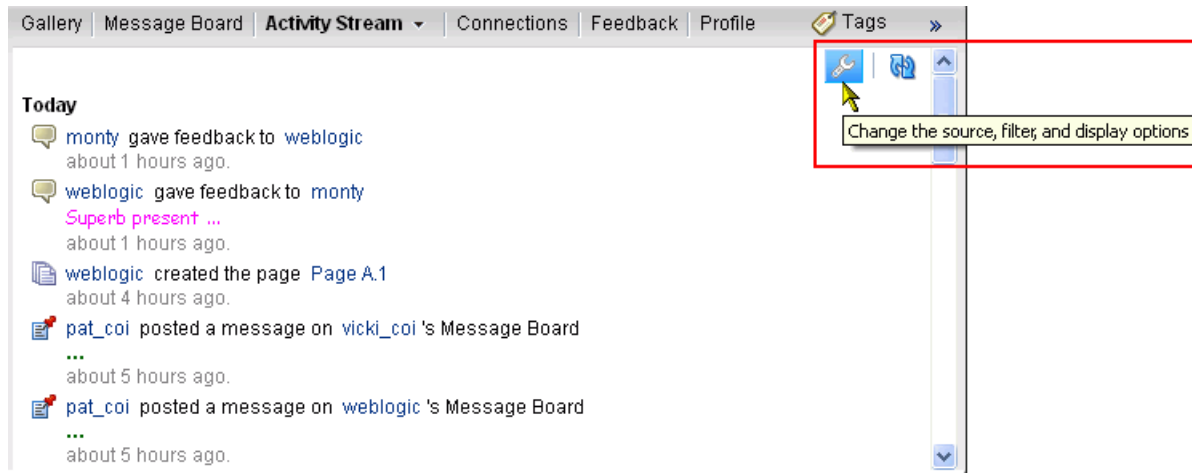 Gallery Message Board Activity Stream Connections Feedback Profile Tags »
Change the source, filter, and display options
Today
monty gave feedback to weblogic
about 1 hours ago.
weblogic gave feedback to monty
Superb present ...
about 1 hours ago.
weblogic created the page Page A.1
about 4 hours ago.
pat_coi posted a message on vicki_coi 's Message Board
...
about 5 hours ago.
pat_coi posted a message on weblogic 's Message Board
...
about 5 hours ago.